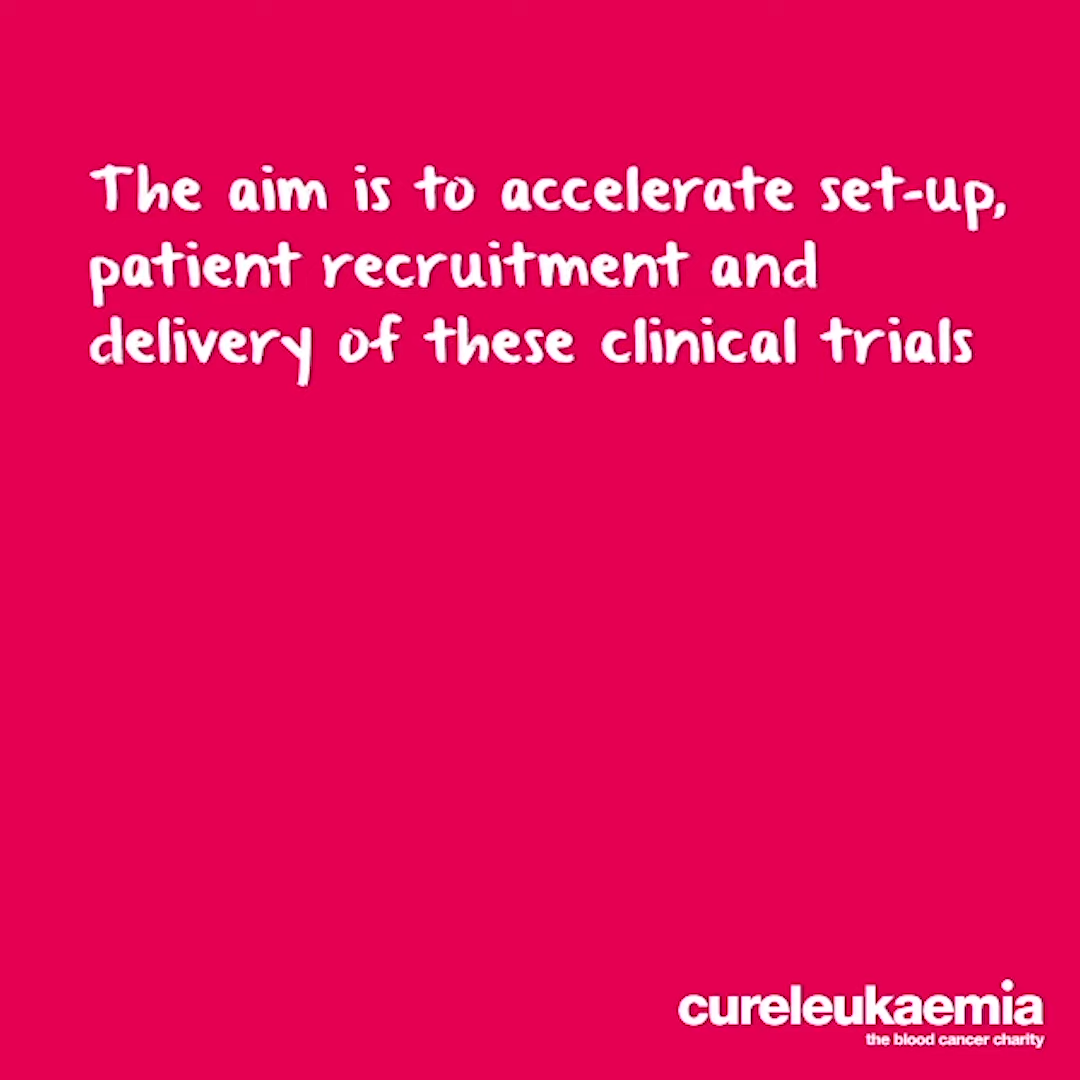 The aim is to accelerate set-up,
patient recruitment and
delivery of these clinical trials
cureleukaemia
the blood cancer charity